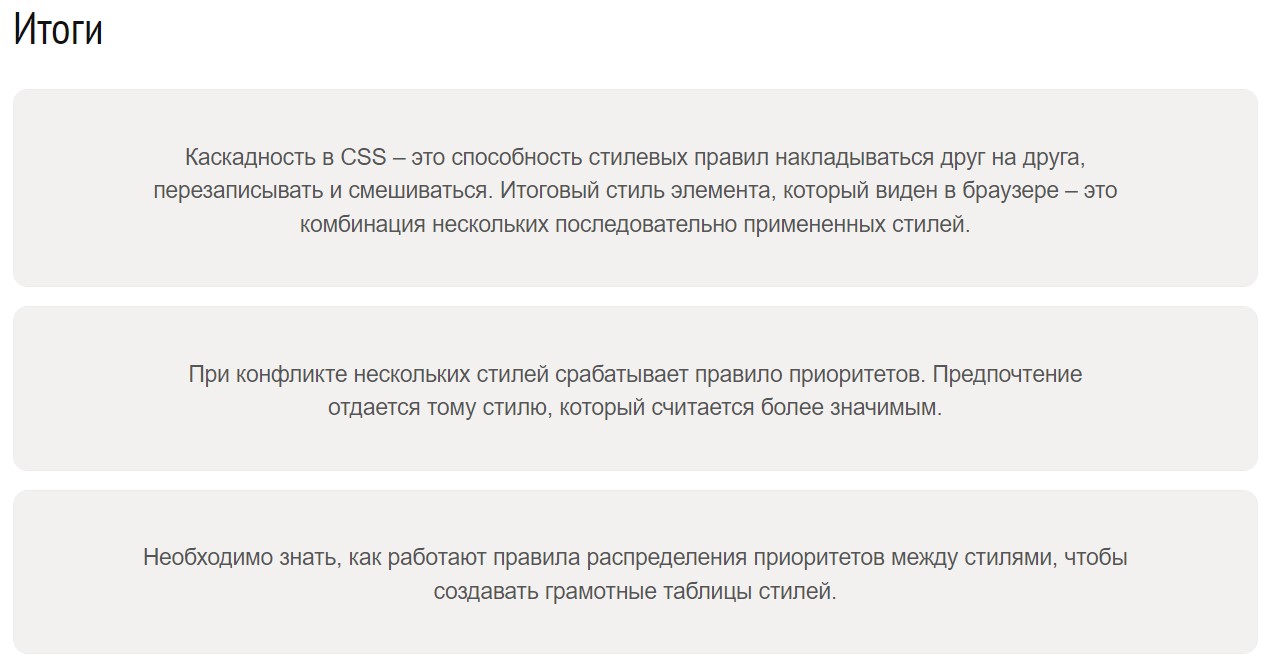 Итоги
Каскадность в CSS – это способность стилевых правил накладываться друг на друга,
перезаписывать и смешиваться. Итоговый стиль элемента, который виден в браузере – это
комбинация нескольких последовательно примененных стилей.
При конфликте нескольких стилей срабатывает правило приоритетов. Предпочтение
отдается тому стилю, который считается более значимым.
Необходимо знать, как работают правила распределения приоритетов между стилями, чтобы
создавать грамотные таблицы стилей.